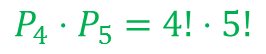 P₄ · P₅ = 4! · 5!